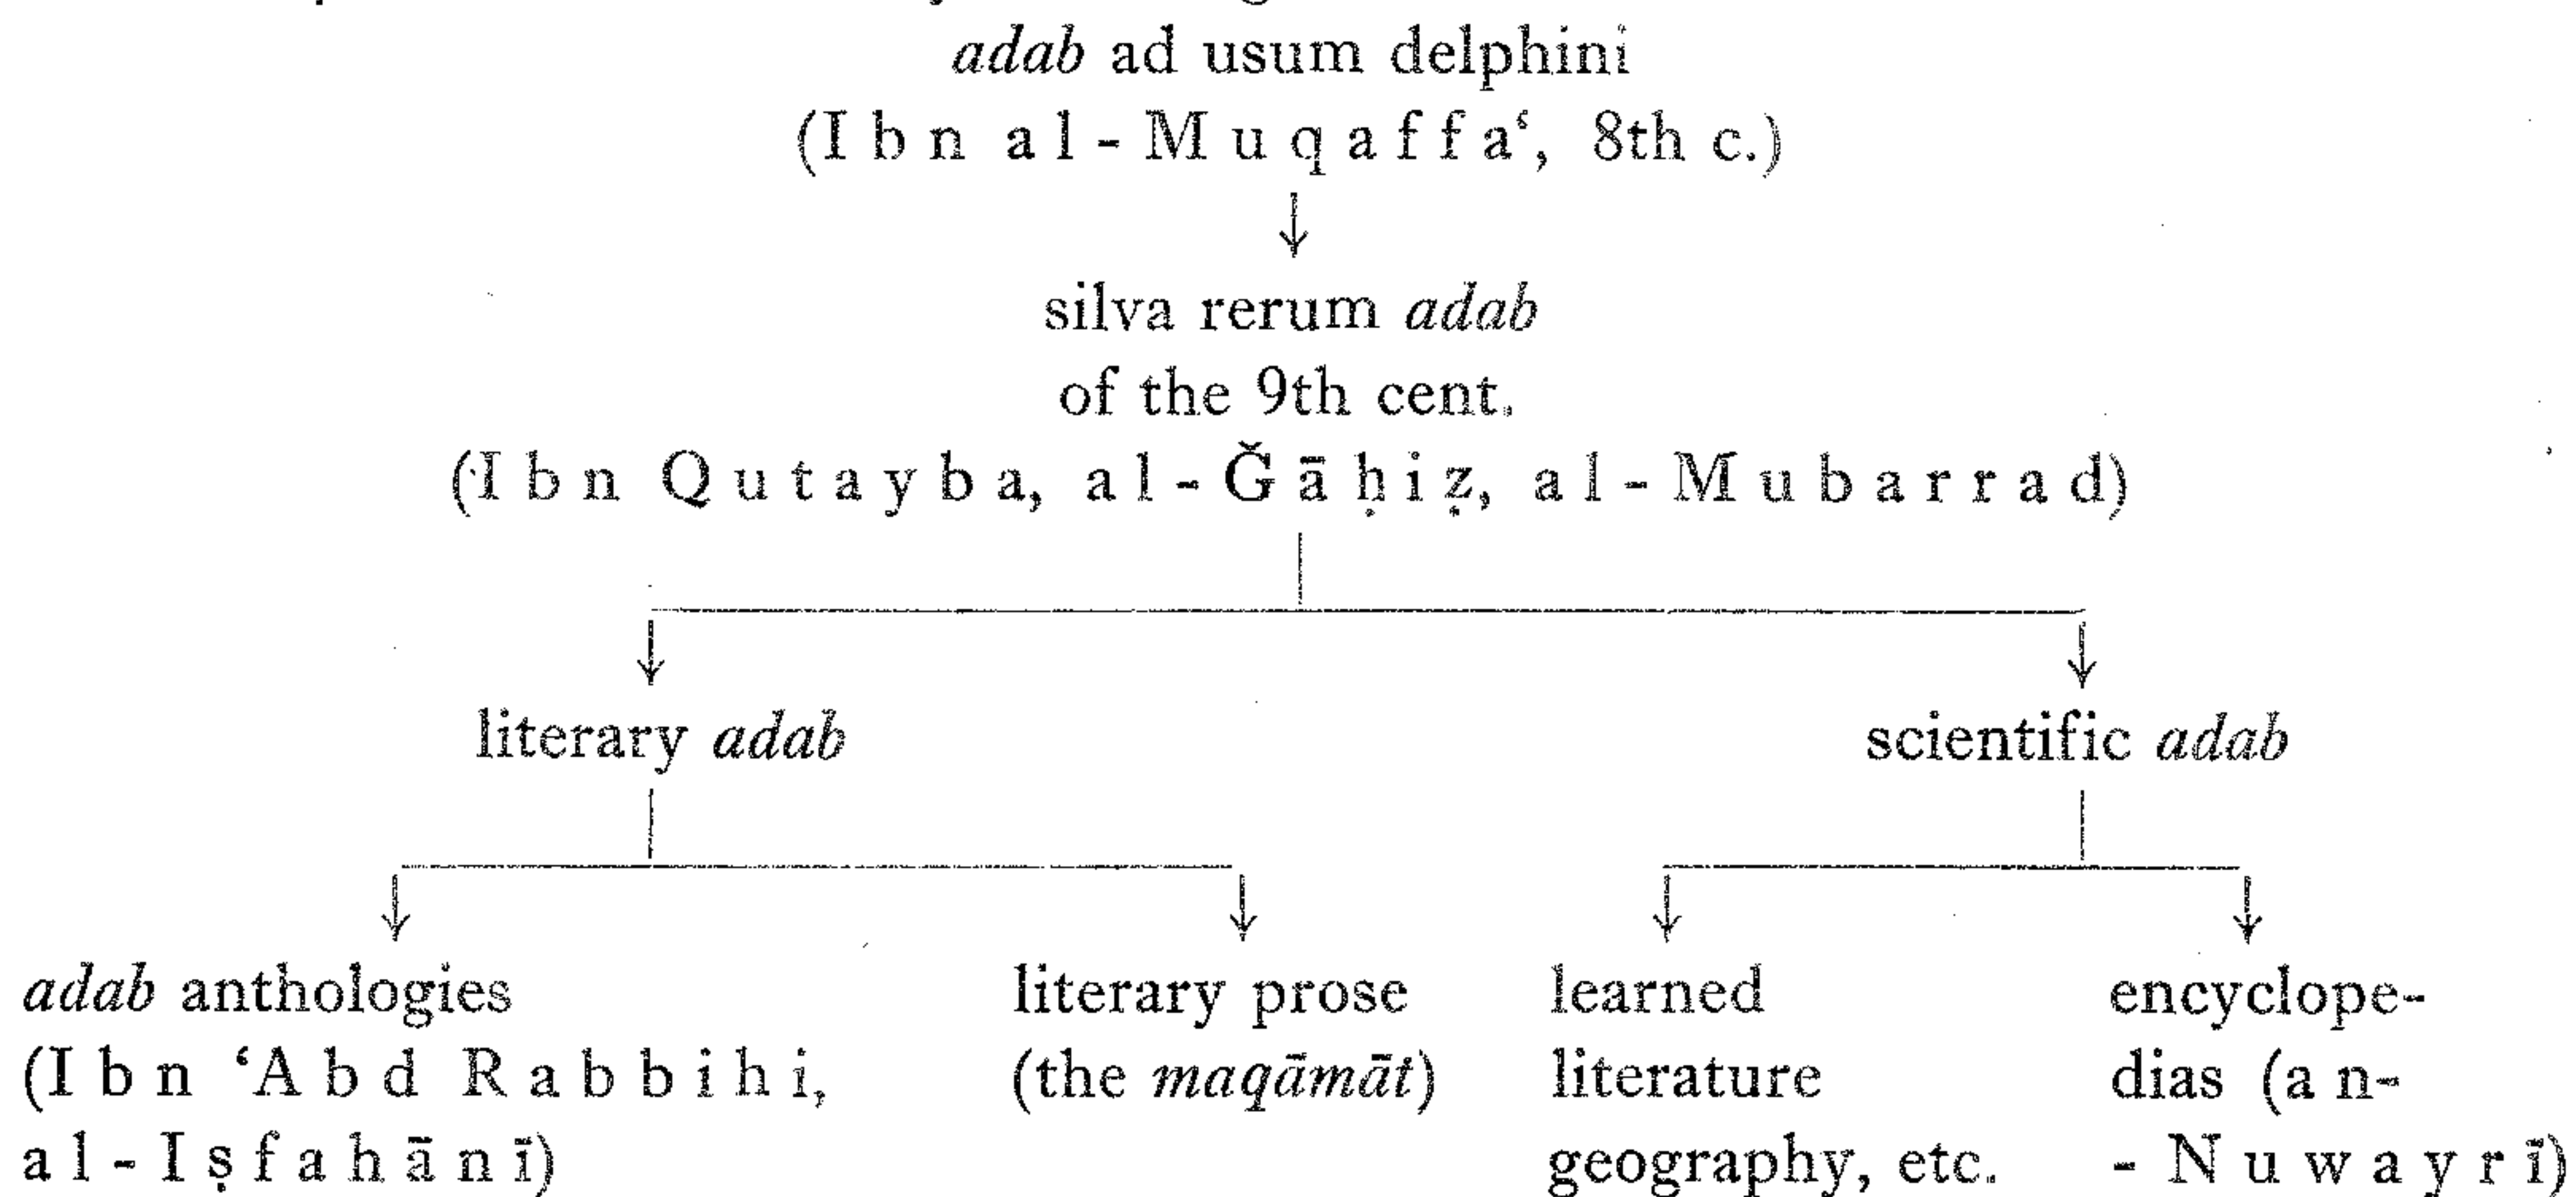 adab ad usum delphini
(Ibn al-Muqaffa‘, 8th c.)
silva rerum adab
of the 9th cent.
(Ibn Qutayba, al-Ǧāḥiẓ, al-Mubarrad)
literary adab
scientific adab
adab anthologies
(Ibn ‘Abd Rabbihi,
al-Iṣfahānī)
literary prose
(the maqāmāt)
learned
literature
geography, etc.
encyclope-
dias (an-
- Nuwayrī)